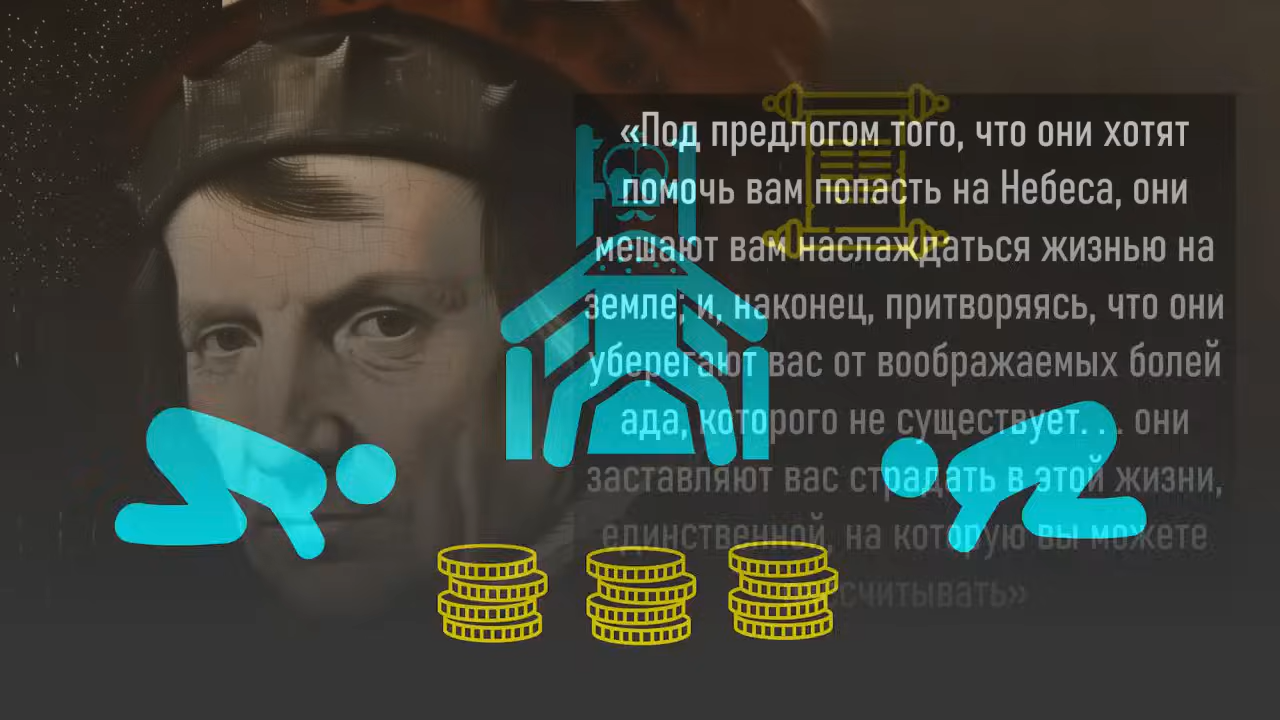 «Под предлогом того, что они хотят
помочь вам попасть на Небеса, они
мешают вам наслаждаться жизнью на
земле; и, наконец, притворяясь, что они
уберегают вас от воображаемых болей
ада, которого не существует. . . они
заставляют вас страдать в этой жизни,
единственной, на которую вы можете
считывать»